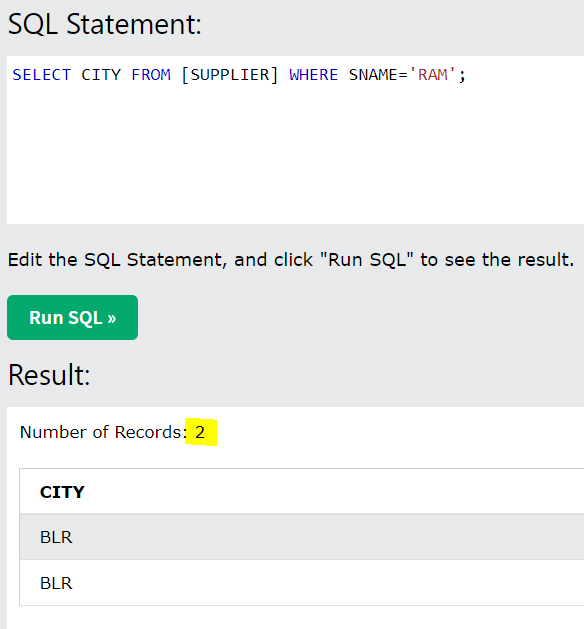 SQL Statement:
SELECT CITY FROM [SUPPLIER] WHERE SNAME='RAM';
Edit the SQL Statement, and click "Run SQL" to see the result.
Run SQL »
Result:
Number of Records: 2
CITY
BLR
BLR